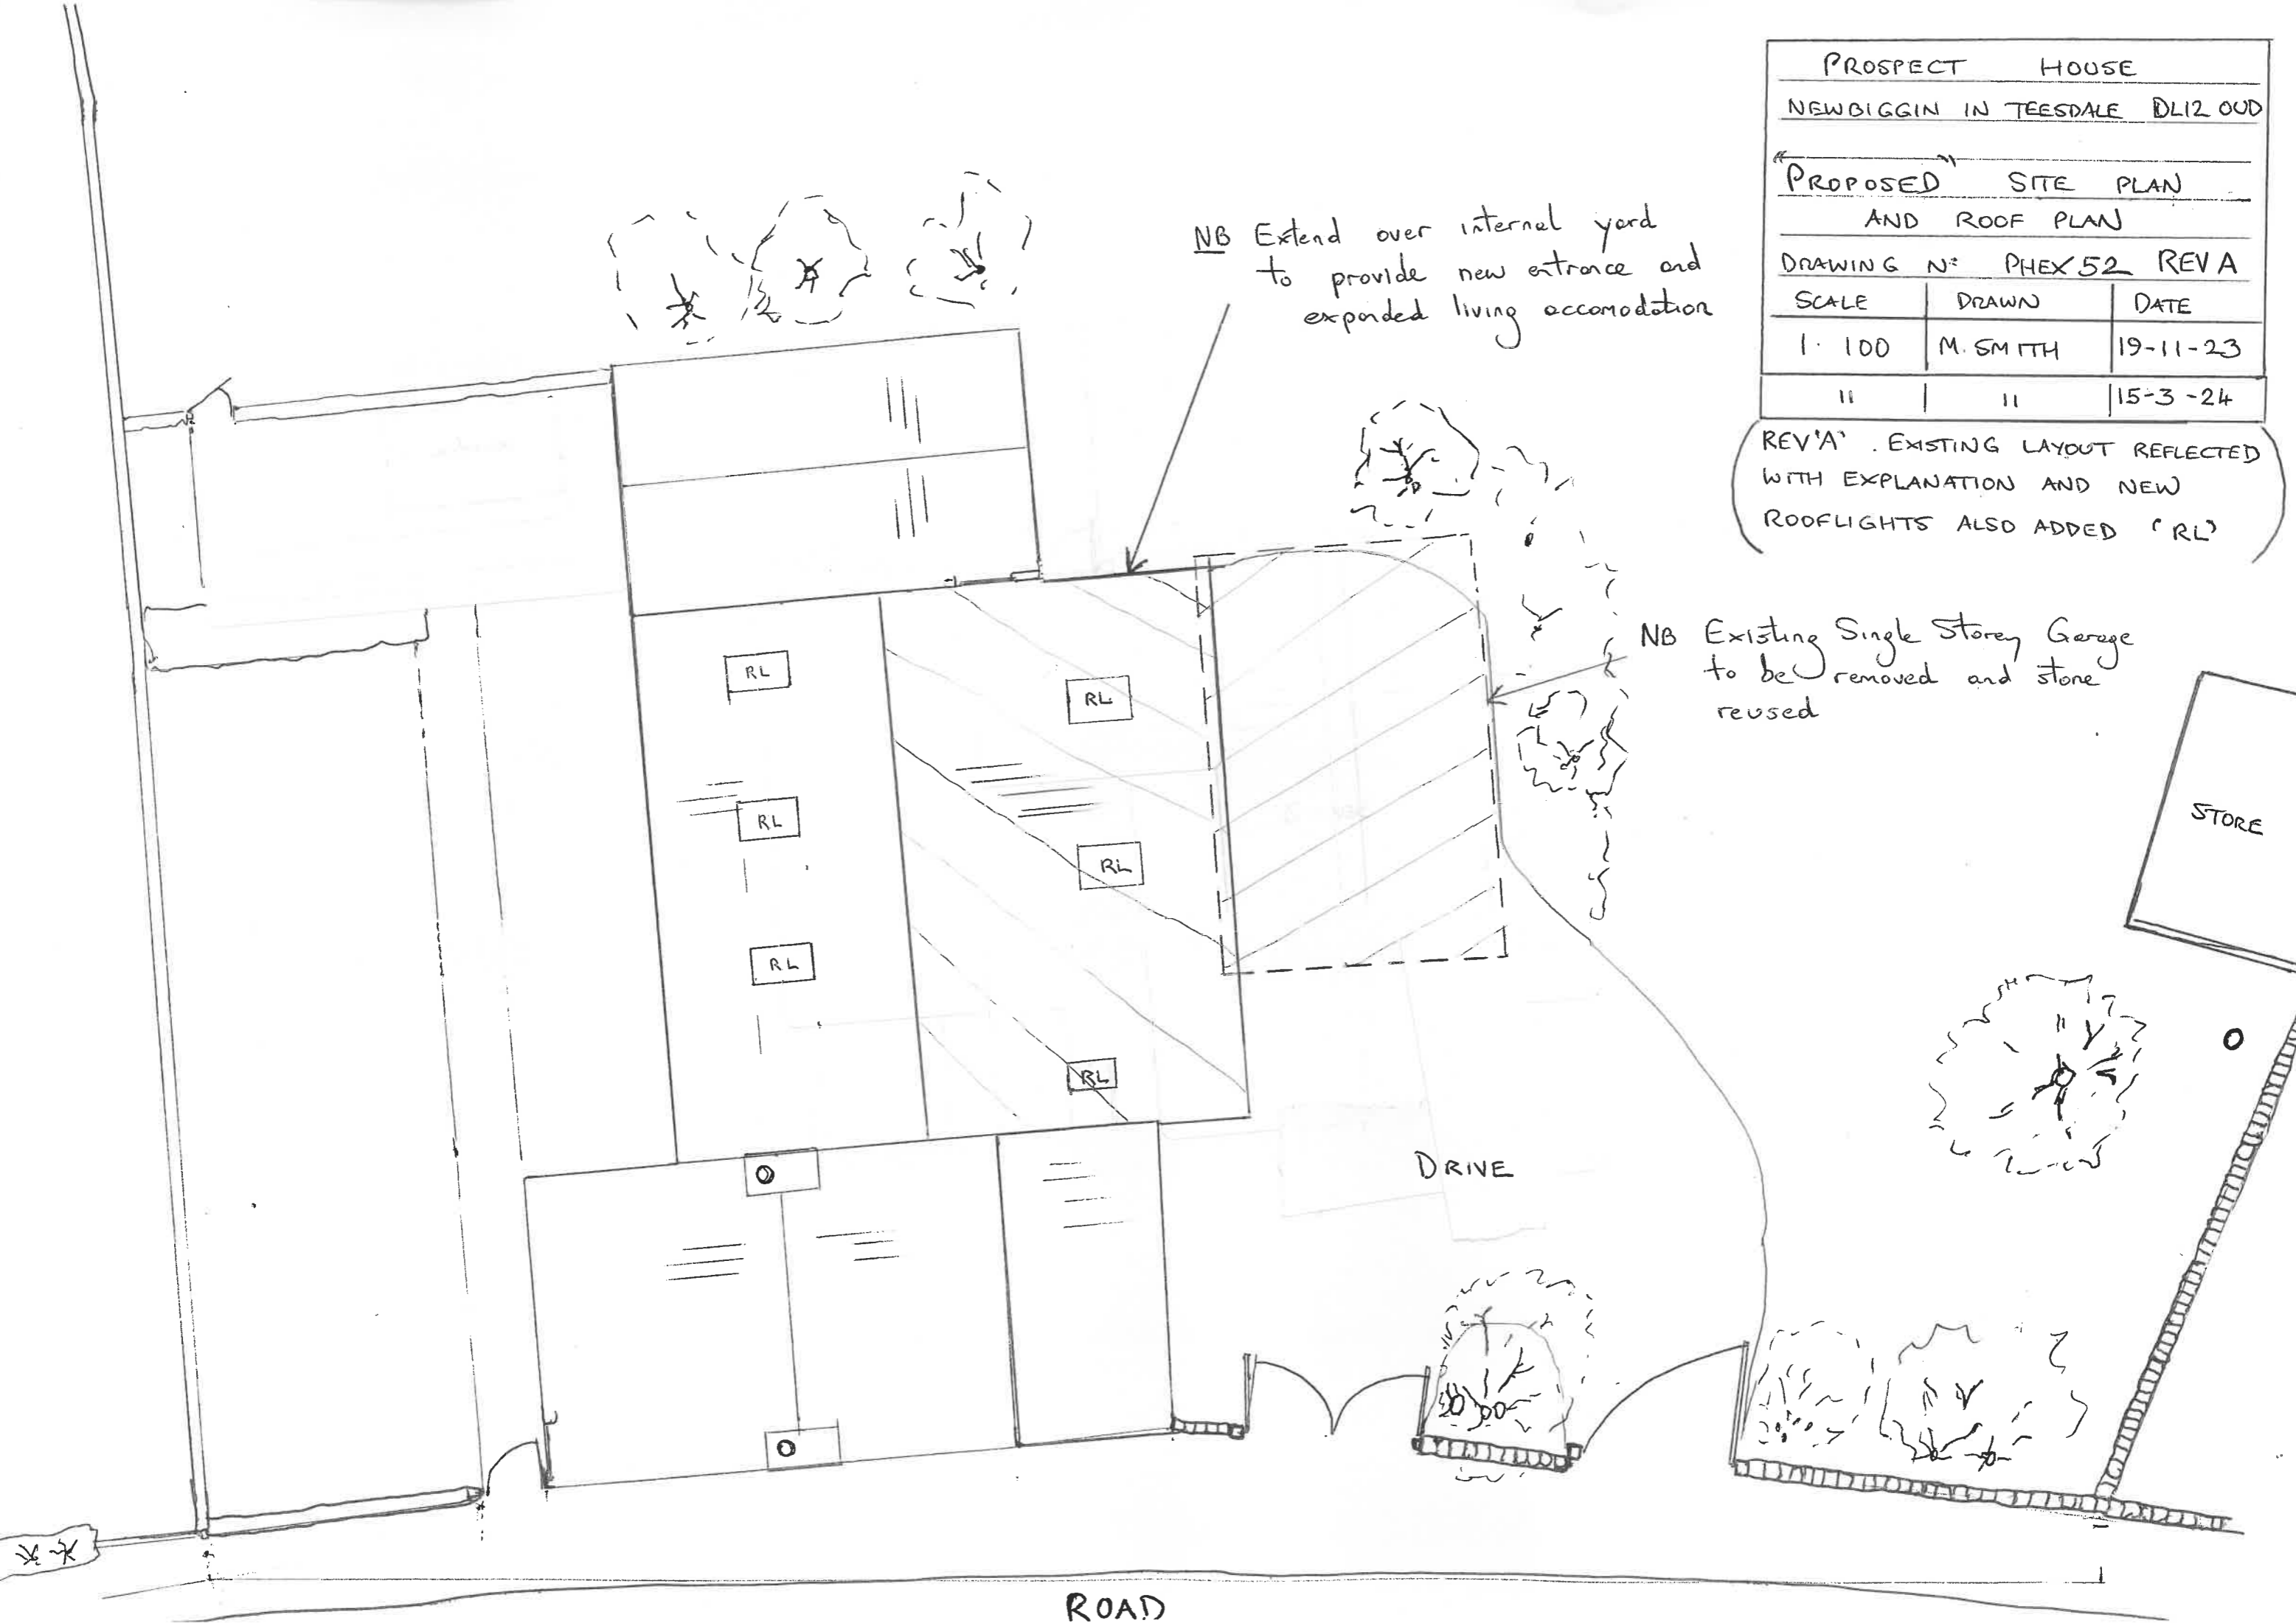 PROSPECT HOUSE
NEWBIGGIN IN TEESDALE DL12 0UD
"PROPOSED" SITE PLAN
AND ROOF PLAN
DRAWING Nº PHEX 52 REV A
SCALE DRAWN DATE
1:100 M. SMITH 19-11-23
" " 15-3-24
REV 'A'. EXISTING LAYOUT REFLECTED
WITH EXPLANATION AND NEW
ROOFLIGHTS ALSO ADDED 'RL'
NB Extend over internal yard
to provide new entrance and
expanded living accomodation
NB Existing Single Storey Garage
to be removed and stone
reused
RL
RL
RL
RL
RL
RL
STORE
DRIVE
ROAD